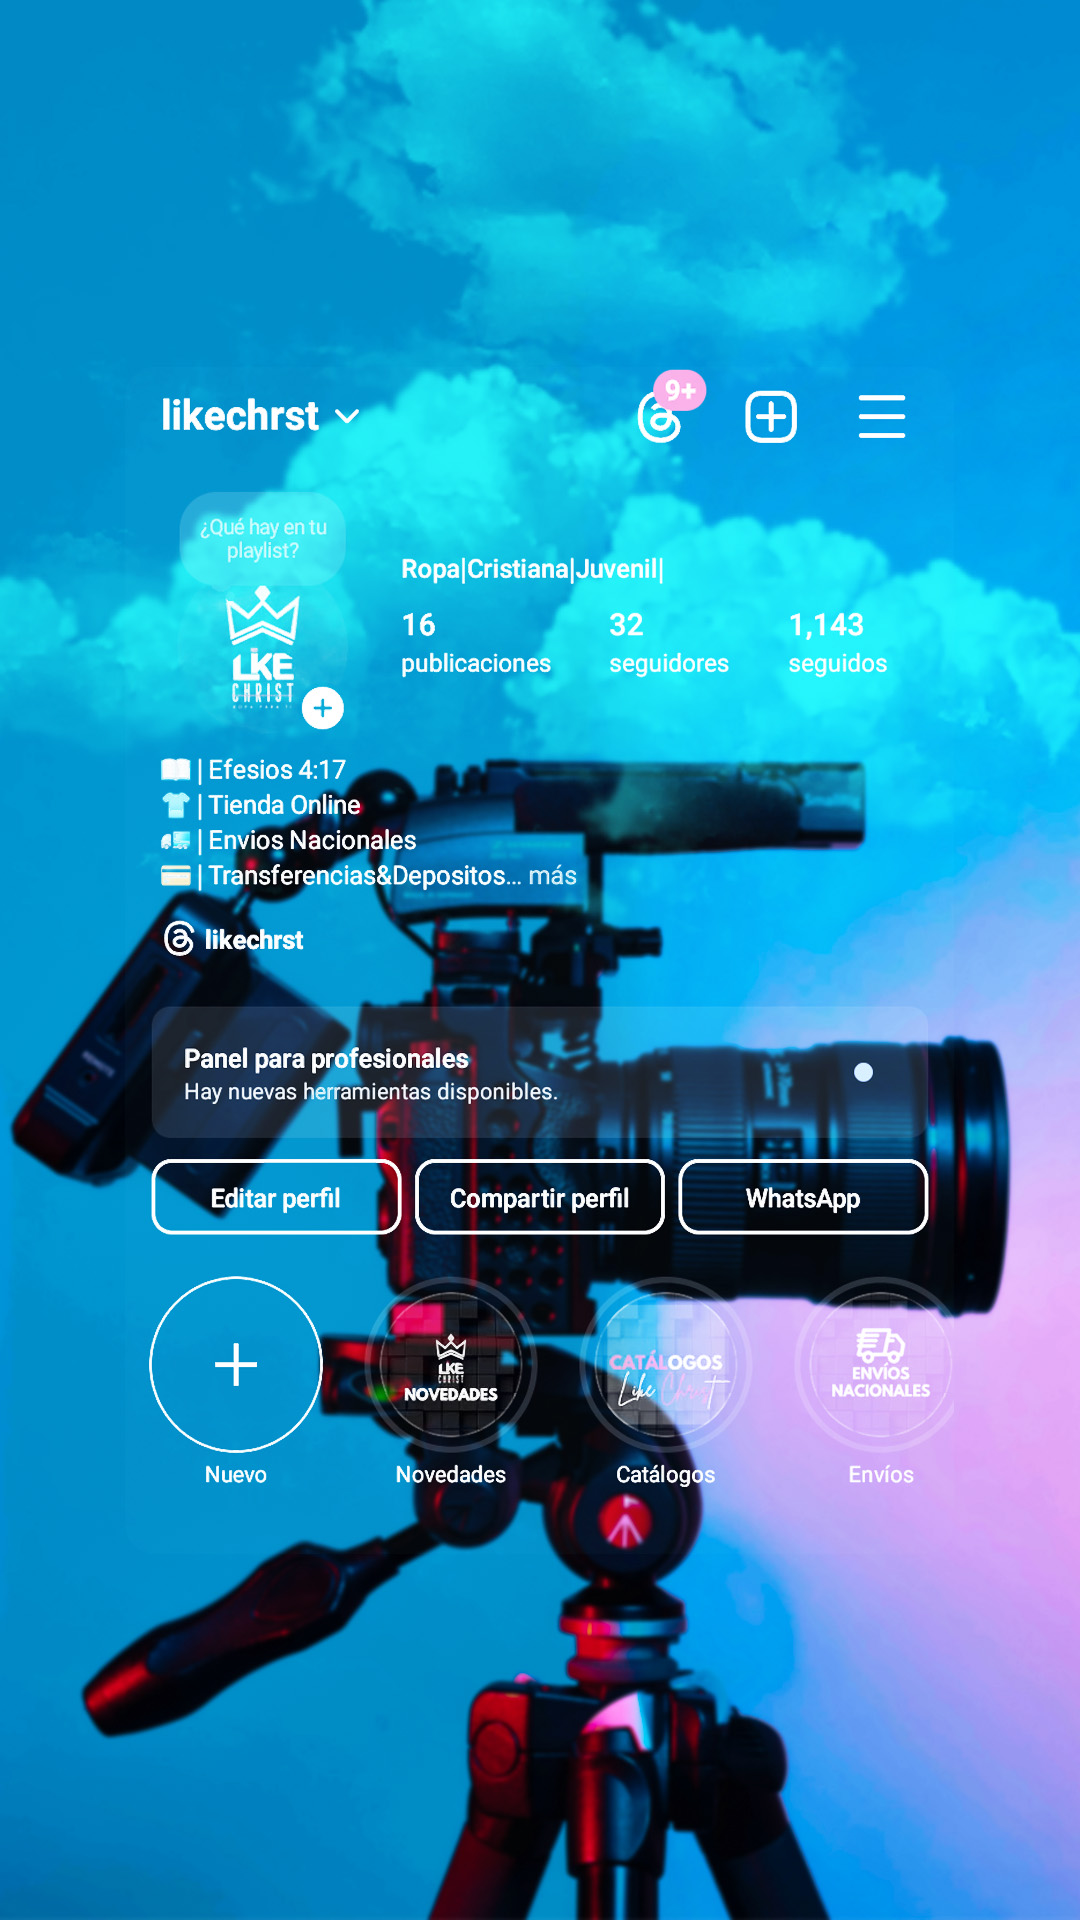 likechrst
9+
¿Qué hay en tu
playlist?
Ropa|Cristiana|Juvenil|
16
32
1,143
publicaciones
seguidores
seguidos
LIKE
CHRIST
| Efesios 4:17
| Tienda Online
| Envios Nacionales
| Transferencias&Depositos... más
likechrst
Panel para profesionales
Hay nuevas herramientas disponibles.
Editar perfil
Compartir perfil
WhatsApp
LIKE
CHRIST
NOVEDADES
CATÁLOGOS
Like Christ
ENVÍOS
NACIONALES
Nuevo
Novedades
Catálogos
Envíos